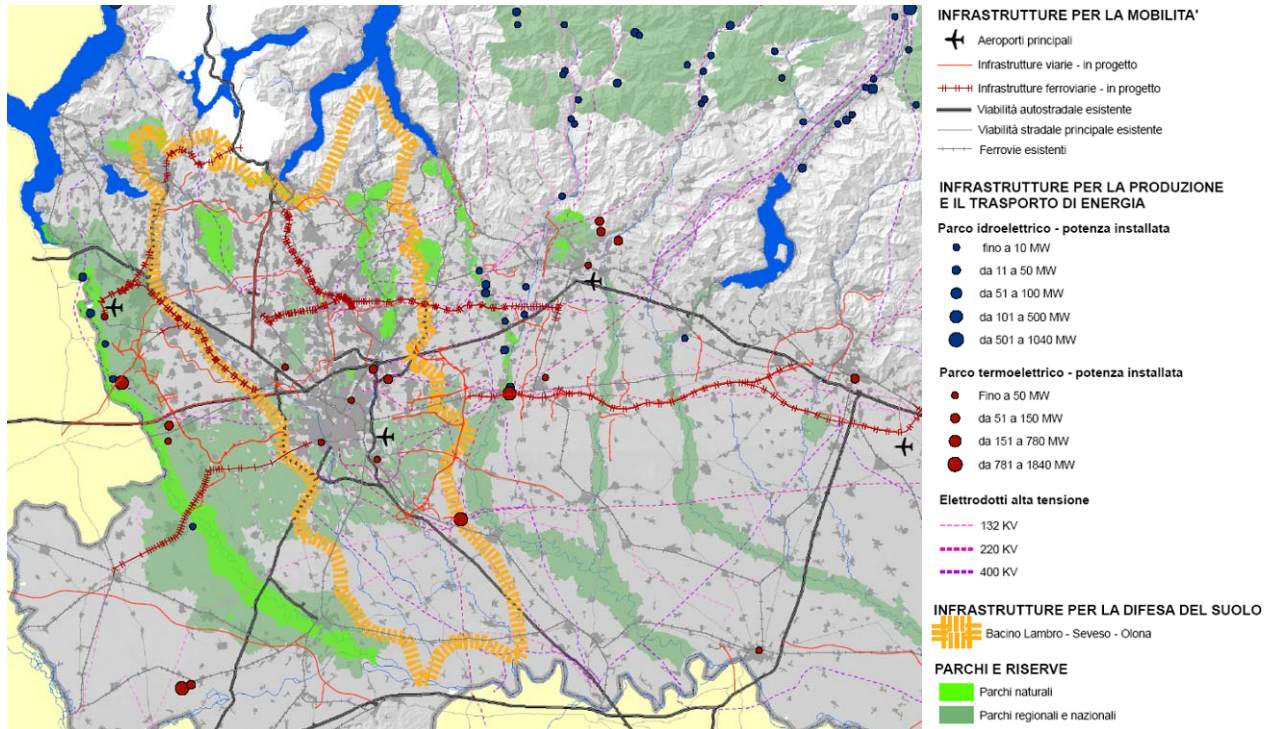 INFRASTRUTTURE PER LA MOBILITA'
Aeroporti principali
Infrastrutture viarie - in progetto
Infrastrutture ferroviarie - in progetto
Viabilità autostradale esistente
Viabilità stradale principale esistente
Ferrovie esistenti
INFRASTRUTTURE PER LA PRODUZIONE
E IL TRASPORTO DI ENERGIA
Parco idroelettrico - potenza installata
fino a 10 MW
da 11 a 50 MW
da 51 a 100 MW
da 101 a 500 MW
da 501 a 1040 MW
Parco termoelettrico - potenza installata
Fino a 50 MW
da 51 a 150 MW
da 151 a 780 MW
da 781 a 1840 MW
Elettrodotti alta tensione
132 KV
220 KV
400 KV
INFRASTRUTTURE PER LA DIFESA DEL SUOLO
Bacino Lambro - Seveso - Olona
PARCHI E RISERVE
Parchi naturali
Parchi regionali e nazionali